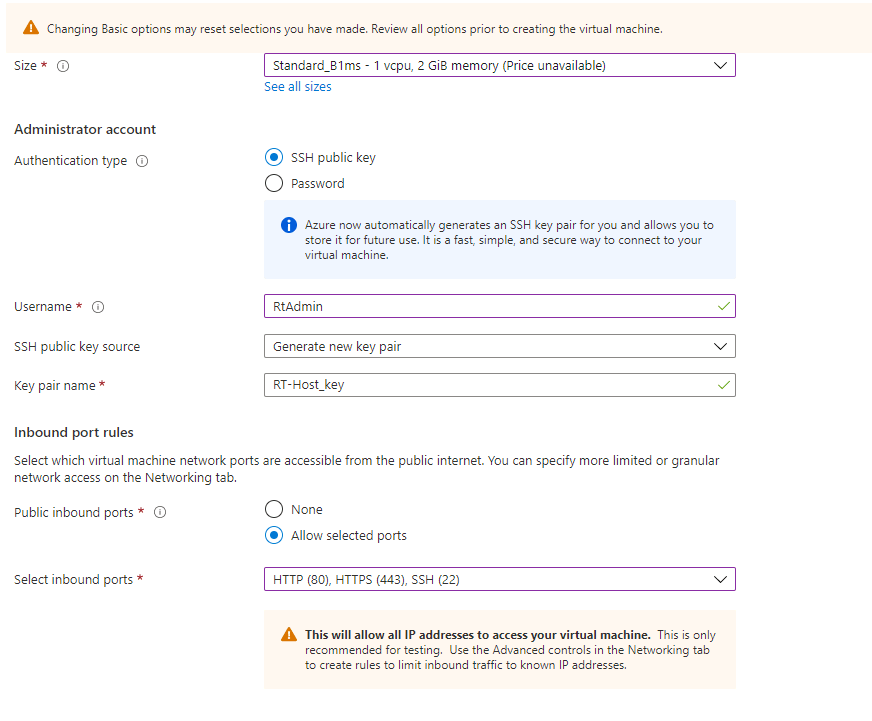 Changing Basic options may reset selections you have made. Review all options prior to creating the virtual machine.
Size *
Standard_B1ms - 1 vcpu, 2 GiB memory (Price unavailable)
See all sizes
Administrator account
Authentication type
SSH public key
Password
Azure now automatically generates an SSH key pair for you and allows you to
store it for future use. It is a fast, simple, and secure way to connect to your
virtual machine.
Username *
RtAdmin
SSH public key source
Generate new key pair
Key pair name *
RT-Host_key
Inbound port rules
Select which virtual machine network ports are accessible from the public internet. You can specify more limited or granular
network access on the Networking tab.
Public inbound ports *
None
Allow selected ports
Select inbound ports *
HTTP (80), HTTPS (443), SSH (22)
This will allow all IP addresses to access your virtual machine. This is only
recommended for testing. Use the Advanced controls in the Networking tab
to create rules to limit inbound traffic to known IP addresses.